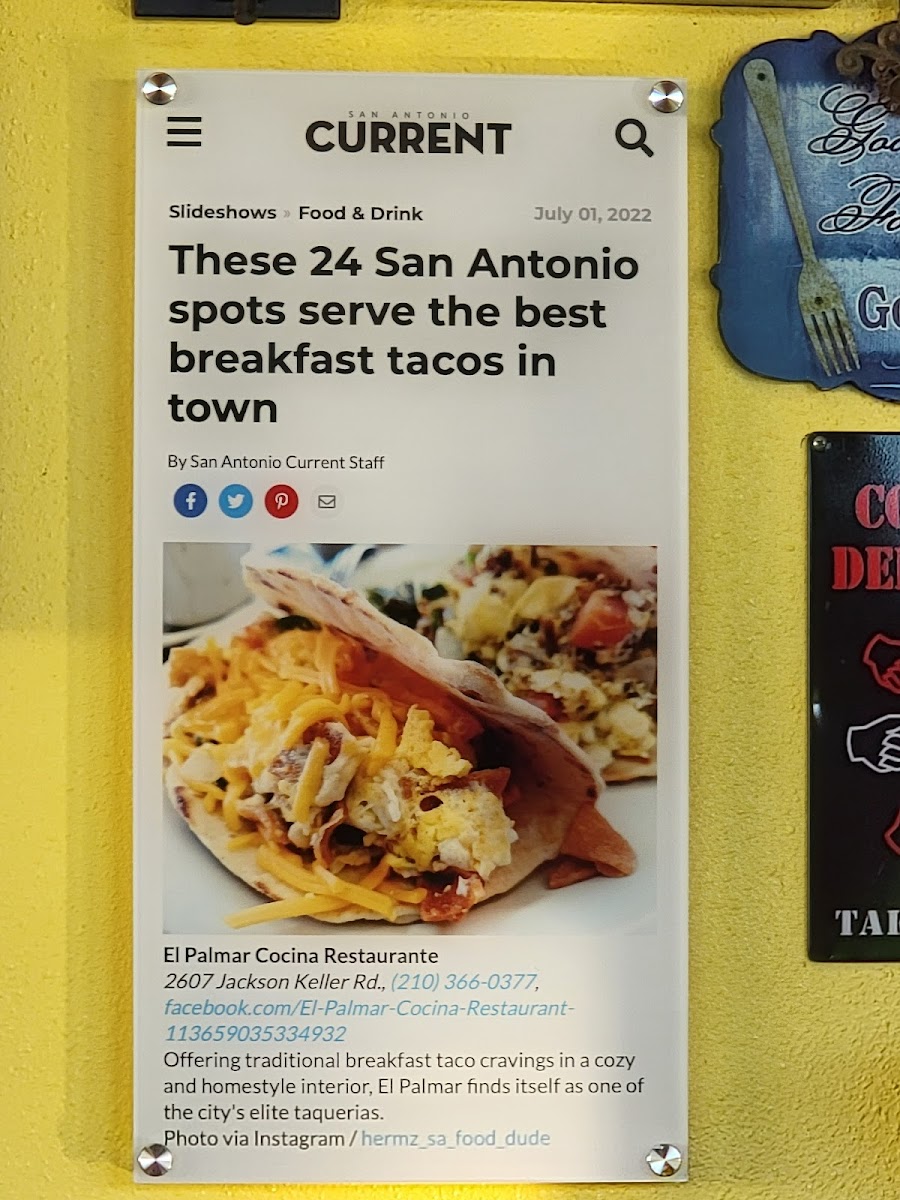 SAN ANTONIO
CURRENT
Slideshows » Food & Drink
July 01, 2022
These 24 San Antonio
spots serve the best
breakfast tacos in
town
By San Antonio Current Staff
El Palmar Cocina Restaurante
2607 Jackson Keller Rd., (210) 366-0377,
facebook.com/El-Palmar-Cocina-Restaurant-
113659035334932
Offering traditional breakfast taco cravings in a cozy
and homestyle interior, El Palmar finds itself as one of
the city's elite taquerias.
Photo via Instagram / hermz_sa_food_dude